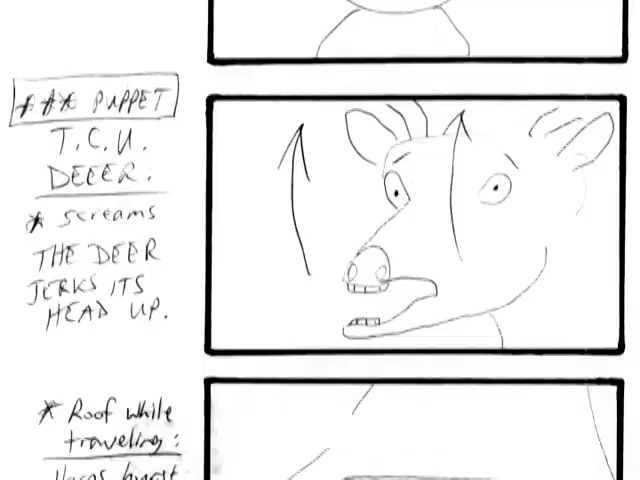 *** PUPPET
T.C.U.
DEEER.
* screams
THE DEER
JERKS ITS
HEAD UP.
* Roof while
traveling: